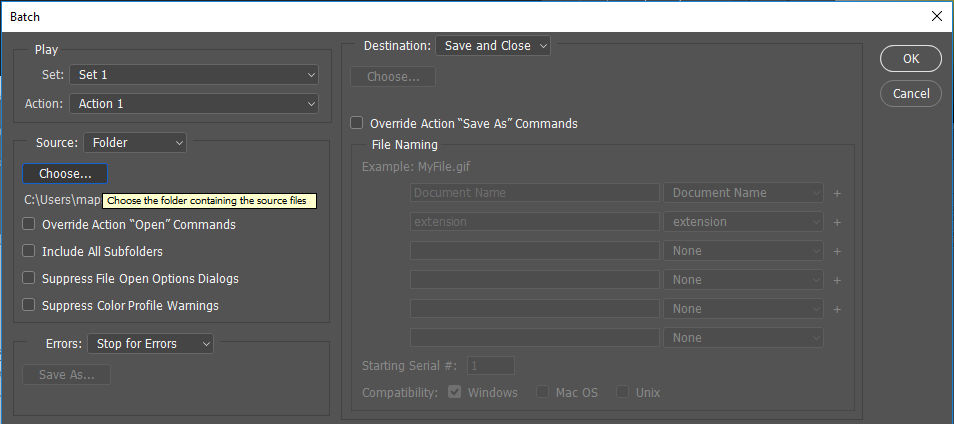 Batch
Play
Set: Set 1
Action: Action 1
Source: Folder
Choose...
C:\Users\map
Choose the folder containing the source files
Override Action “Open” Commands
Include All Subfolders
Suppress File Open Options Dialogs
Suppress Color Profile Warnings
Errors: Stop for Errors
Save As...
Destination: Save and Close
Choose...
Override Action “Save As” Commands
File Naming
Example: MyFile.gif
Document Name Document Name +
extension extension +
None +
None +
None +
None
Starting Serial #: 1
Compatibility: Windows Mac OS Unix
OK
Cancel